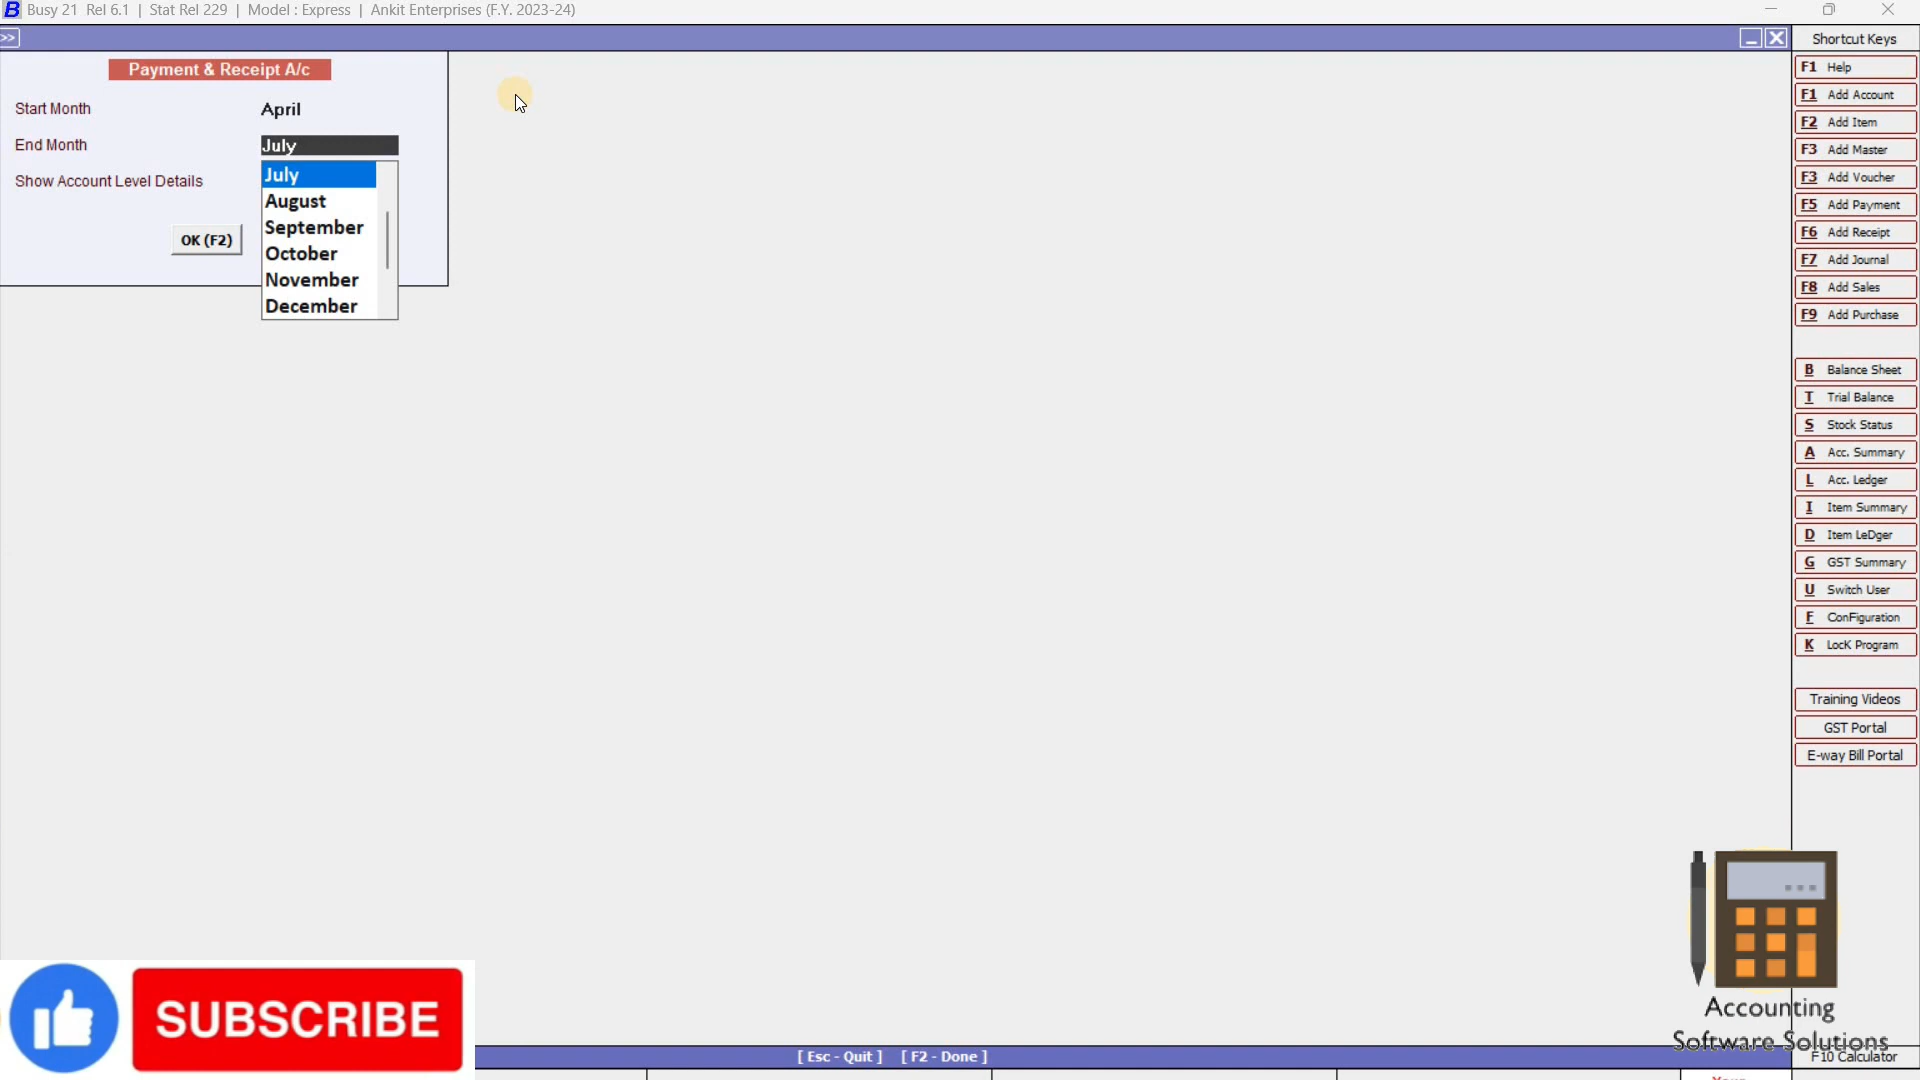 B Busy 21 Rel 6.1 | Stat Rel 229 | Model : Express | Ankit Enterprises (F.Y. 2023-24)
>>
Shortcut Keys
Payment & Receipt A/c
Start Month April
End Month July
Show Account Level Details
July
August
September
October
November
December
OK (F2)
F1 Help
F1 Add Account
F2 Add Item
F3 Add Master
F3 Add Voucher
F5 Add Payment
F6 Add Receipt
F7 Add Journal
F8 Add Sales
F9 Add Purchase
B Balance Sheet
T Trial Balance
S Stock Status
A Acc. Summary
L Acc. Ledger
I Item Summary
D Item LeDger
G GST Summary
U Switch User
F ConFiguration
K LocK Program
Training Videos
GST Portal
E-way Bill Portal
Accounting
Software Solutions
SUBSCRIBE
[ Esc - Quit ] [ F2 - Done ]
F10 Calculator